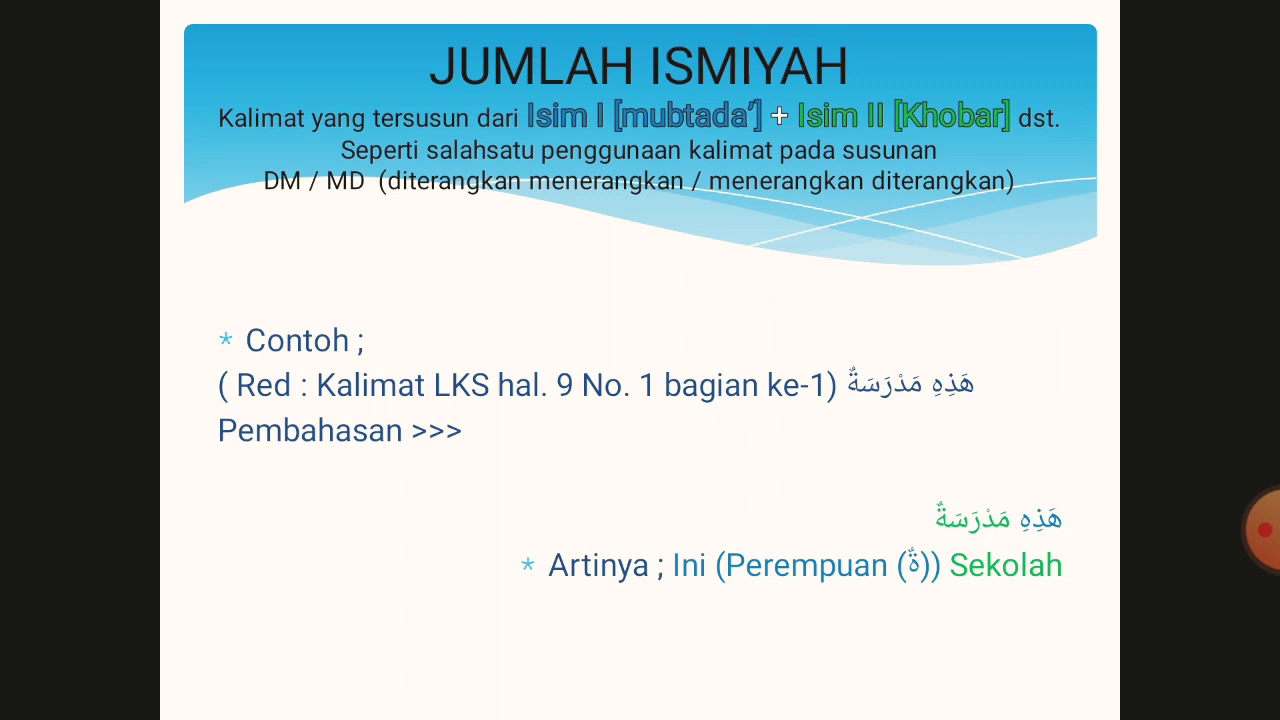 JUMLAH ISMIYAH
Kalimat yang tersusun dari Isim I [mubtada’] + Isim II [Khobar] dst.
Seperti salahsatu penggunaan kalimat pada susunan
DM / MD (diterangkan menerangkan / menerangkan diterangkan)
* Contoh ;
( Red : Kalimat LKS hal. 9 No. 1 bagian ke-1) هَذِهِ مَدْرَسَةٌ
Pembahasan >>>
هَذِهِ مَدْرَسَةٌ
* Artinya ; Ini (Perempuan (ةٌ)) Sekolah